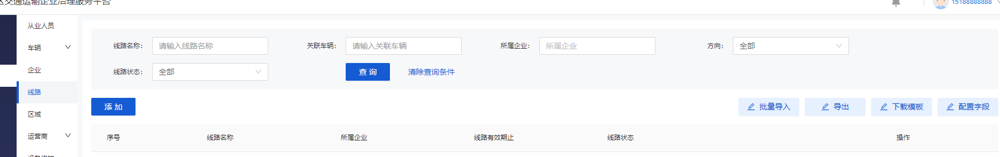 区交通运输企业治理服务平台
15188888888
从业人员
车辆
企业
线路
区域
运营商
线路名称: 请输入线路名称 关联车辆: 请输入关联车辆 所属企业: 所属企业 方向: 全部
线路状态: 全部 查 询 清除查询条件
添 加 批量导入 导出 下载模板 配置字段
序号 线路名称 所属企业 线路有效期止 线路状态 操作